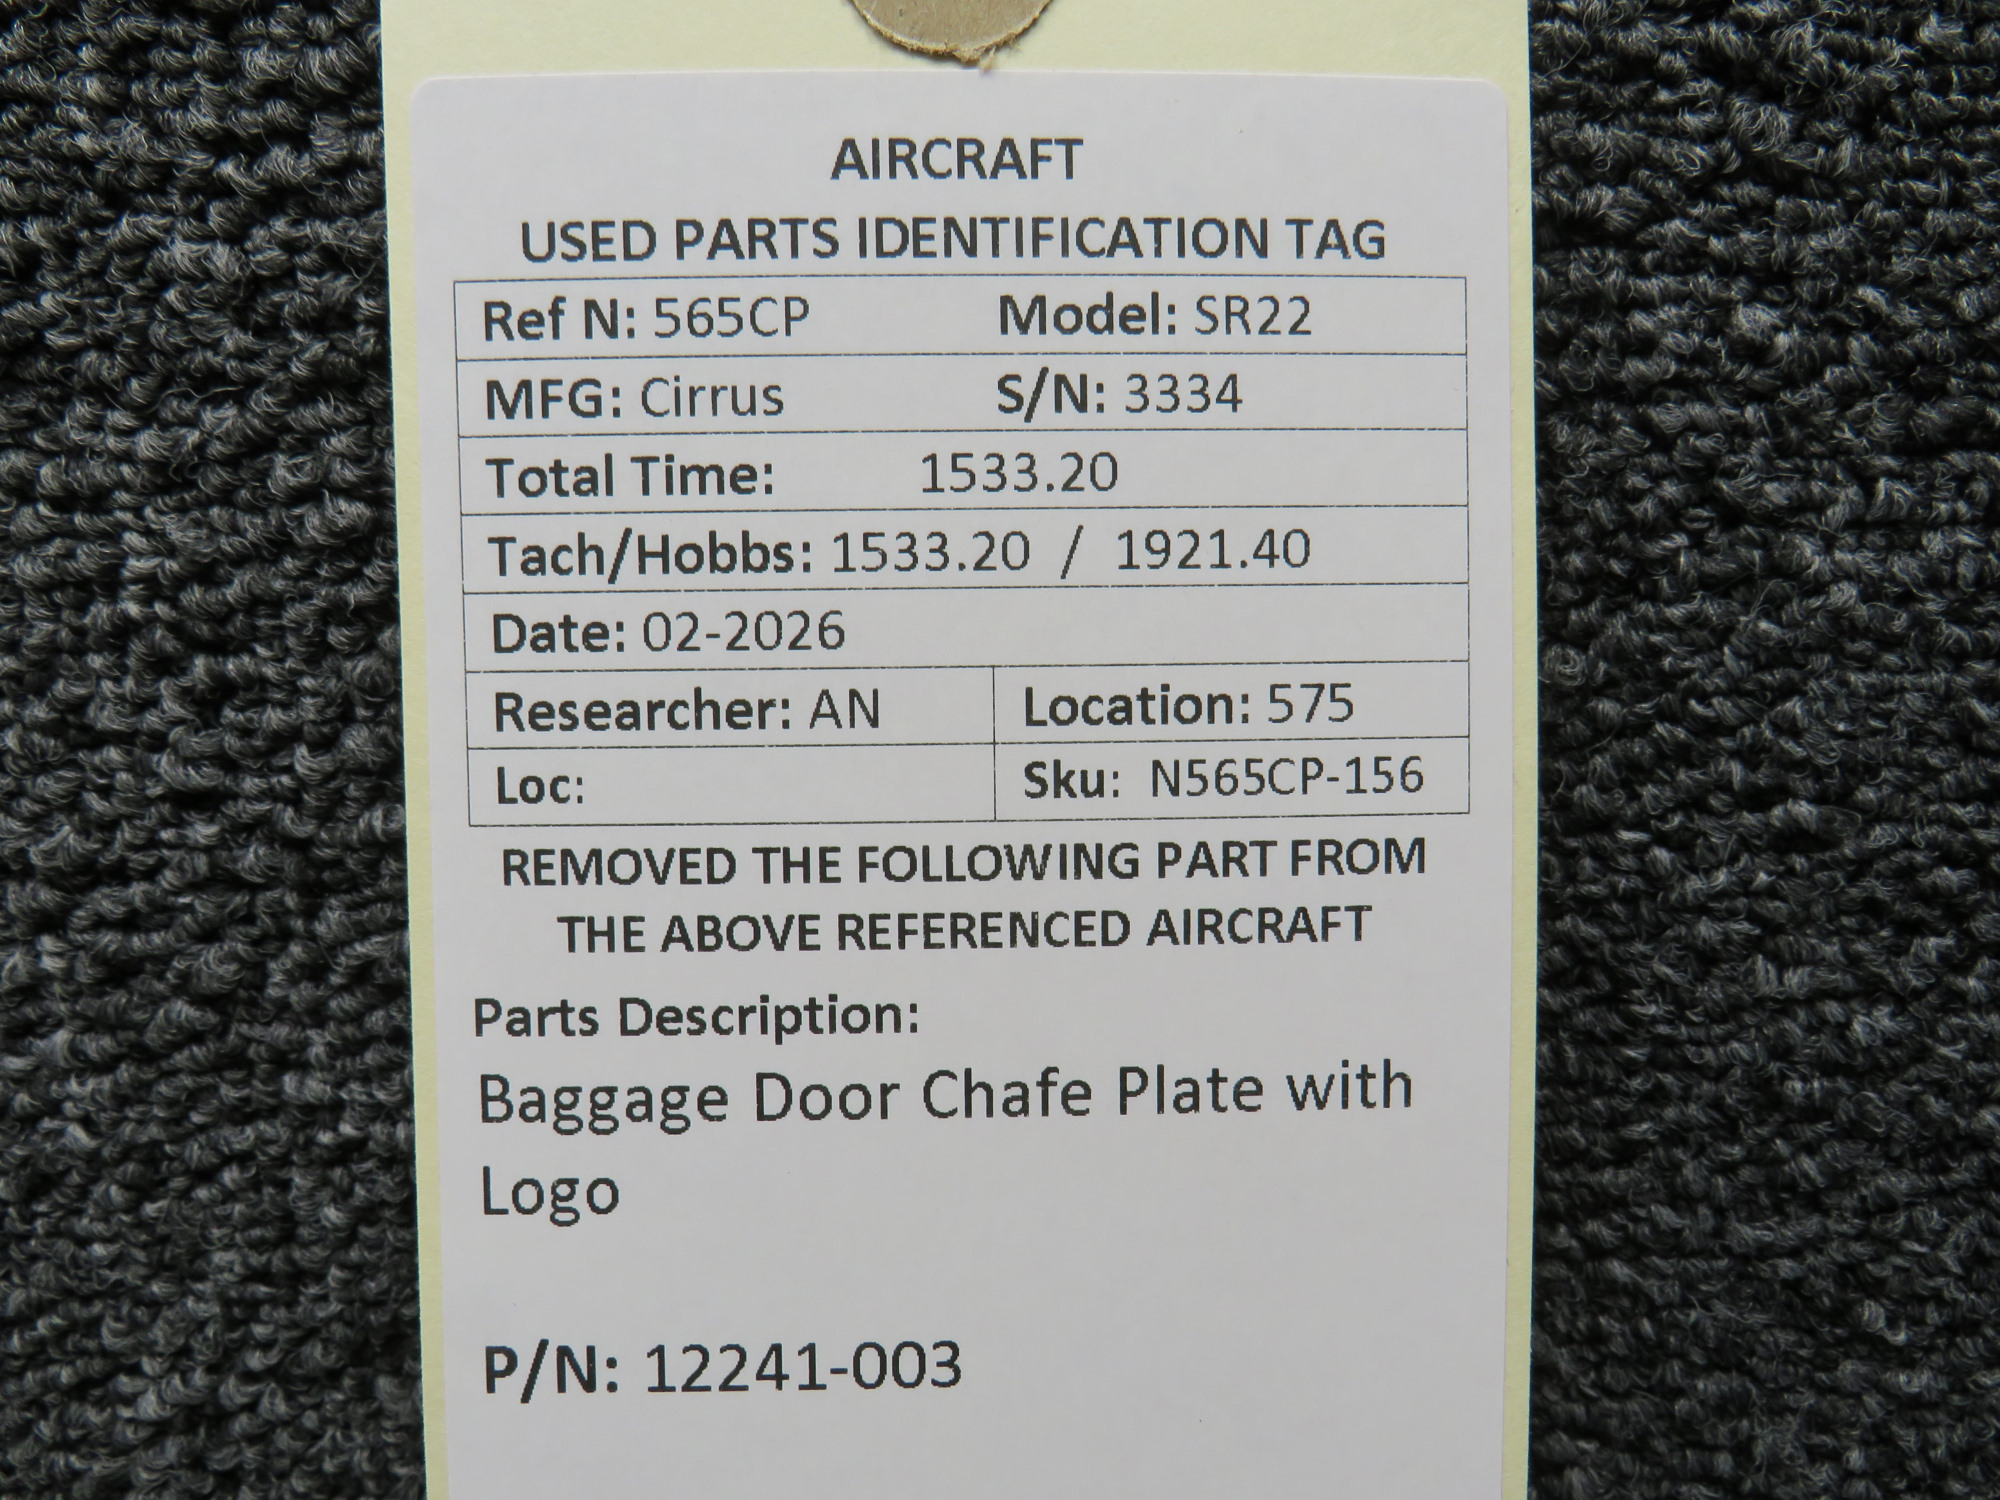 AIRCRAFT
USED PARTS IDENTIFICATION TAG
Ref N: 565CP Model: SR22
MFG: Cirrus S/N: 3334
Total Time: 1533.20
Tach/Hobbs: 1533.20 / 1921.40
Date: 02-2026
Researcher: AN Location: 575
Loc: Sku: N565CP-156
REMOVED THE FOLLOWING PART FROM
THE ABOVE REFERENCED AIRCRAFT
Parts Description:
Baggage Door Chafe Plate with
Logo
P/N: 12241-003